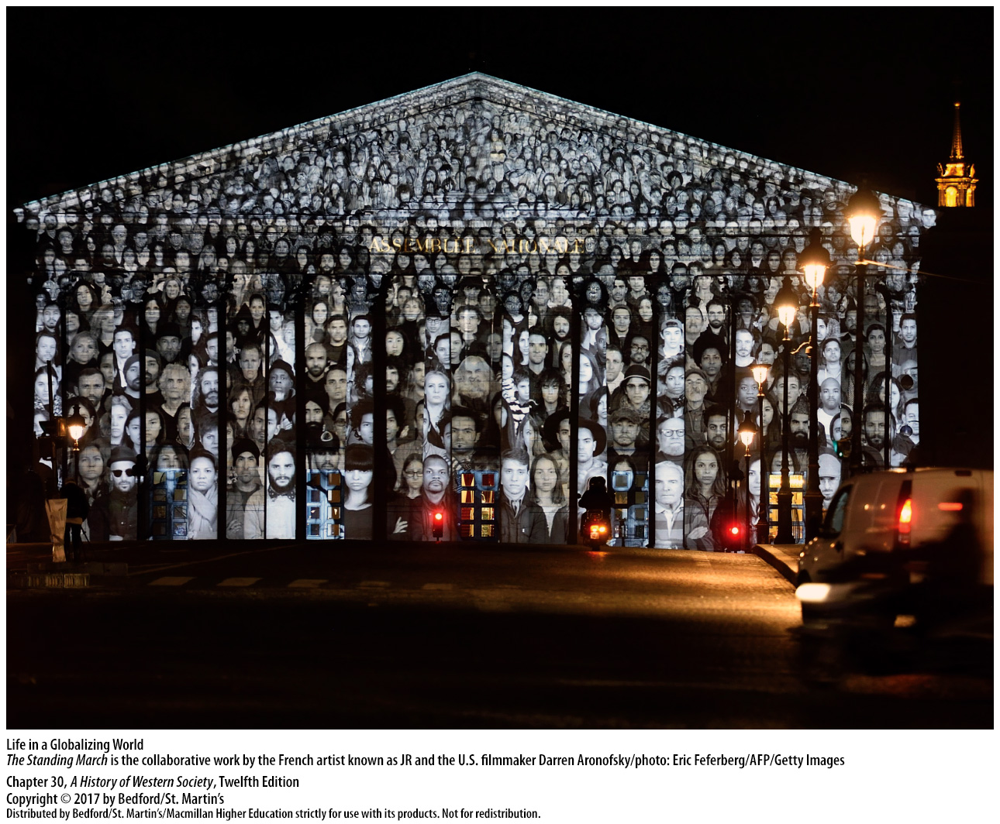 ASSEMBLÉE NATIONALE
Life in a Globalizing World
The Standing March is the collaborative work by the French artist known as JR and the U.S. filmmaker Darren Aronofsky/photo: Eric Feferberg/AFP/Getty Images
Chapter 30, A History of Western Society, Twelfth Edition
Copyright © 2017 by Bedford/St. Martin’s
Distributed by Bedford/St. Martin’s/Macmillan Higher Education strictly for use with its products. Not for redistribution.